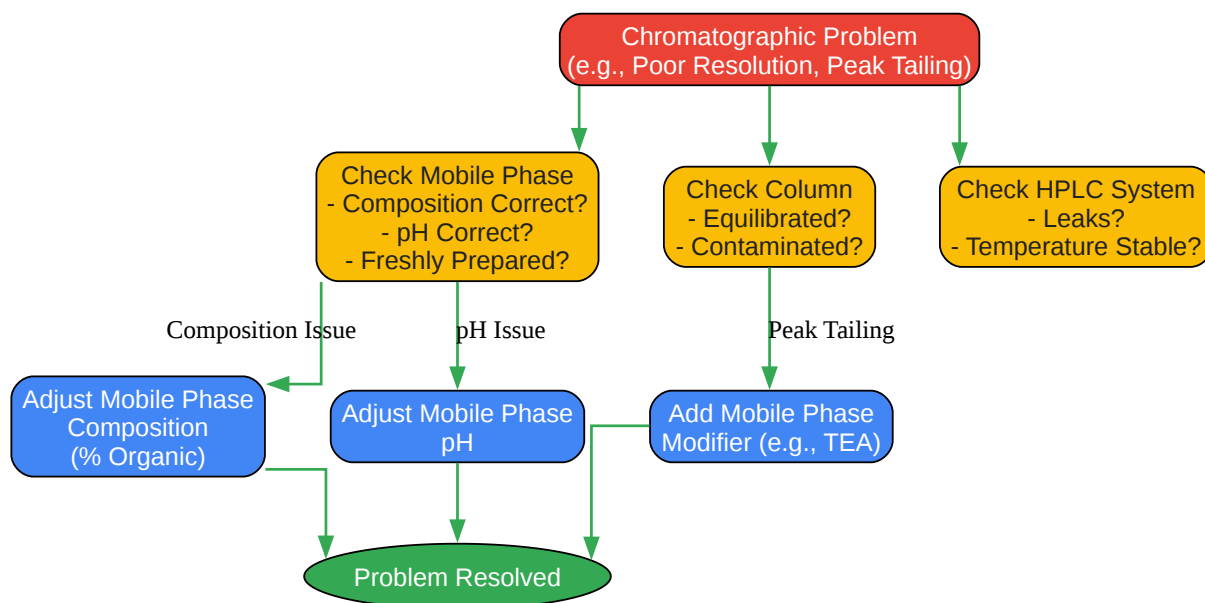 Chromatographic Problem
(e.g., Poor Resolution, Peak Tailing)
Check Mobile Phase
- Composition Correct?
- pH Correct?
- Freshly Prepared?
Check Column
- Equilibrated?
- Contaminated?
Check HPLC System
- Leaks?
- Temperature Stable?
Composition Issue
pH Issue
Peak Tailing
Adjust Mobile Phase
Composition
(% Organic)
Adjust Mobile Phase
pH
Add Mobile Phase
Modifier (e.g., TEA)
Problem Resolved